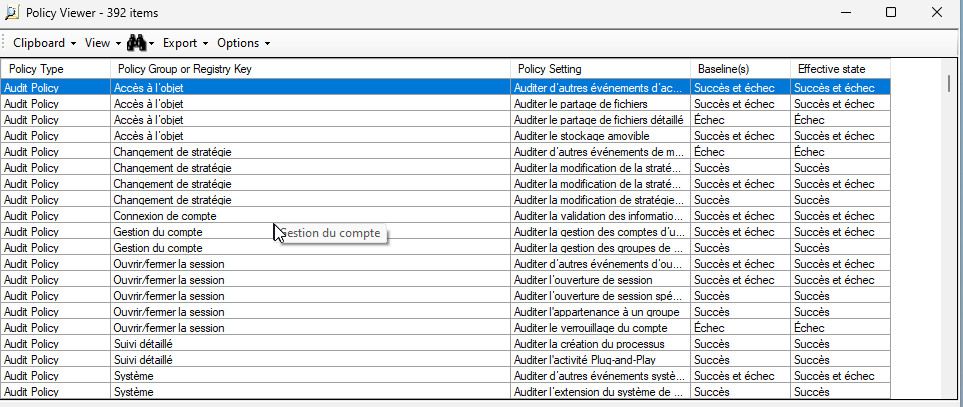 Policy Viewer - 392 items
Clipboard View Export Options
Policy Type Policy Group or Registry Key Policy Setting Baseline(s) Effective state
Audit Policy Accès à l'objet Auditer d'autres événements d'ac... Succès et échec Succès et échec
Audit Policy Accès à l'objet Auditer le partage de fichiers Succès et échec Succès et échec
Audit Policy Accès à l'objet Auditer le partage de fichiers détaillé Échec Échec
Audit Policy Accès à l'objet Auditer le stockage amovible Succès et échec Succès et échec
Audit Policy Changement de stratégie Auditer d'autres événements de m... Échec Échec
Audit Policy Changement de stratégie Auditer la modification de la straté... Succès Succès
Audit Policy Changement de stratégie Auditer la modification de la straté... Succès et échec Succès et échec
Audit Policy Changement de stratégie Auditer la modification de stratégie... Succès Succès
Audit Policy Connexion de compte Auditer la validation des informatio... Succès et échec Succès et échec
Audit Policy Gestion du compte Gestion du compte Auditer la gestion des comptes d'u... Succès et échec Succès et échec
Audit Policy Gestion du compte Auditer la gestion des groupes de ... Succès Succès
Audit Policy Ouvrir/fermer la session Auditer d'autres événements d'ou... Succès et échec Succès et échec
Audit Policy Ouvrir/fermer la session Auditer l'ouverture de session Succès et échec Succès et échec
Audit Policy Ouvrir/fermer la session Auditer l'ouverture de session spé... Succès Succès
Audit Policy Ouvrir/fermer la session Auditer l'appartenance à un groupe Succès Succès
Audit Policy Ouvrir/fermer la session Auditer le verrouillage du compte Échec Échec
Audit Policy Suivi détaillé Auditer la création du processus Succès Succès
Audit Policy Suivi détaillé Auditer l'activité Plug-and-Play Succès Succès
Audit Policy Système Auditer d'autres événements systè... Succès et échec Succès et échec
Audit Policy Système Auditer l'extension du système de ... Succès Succès